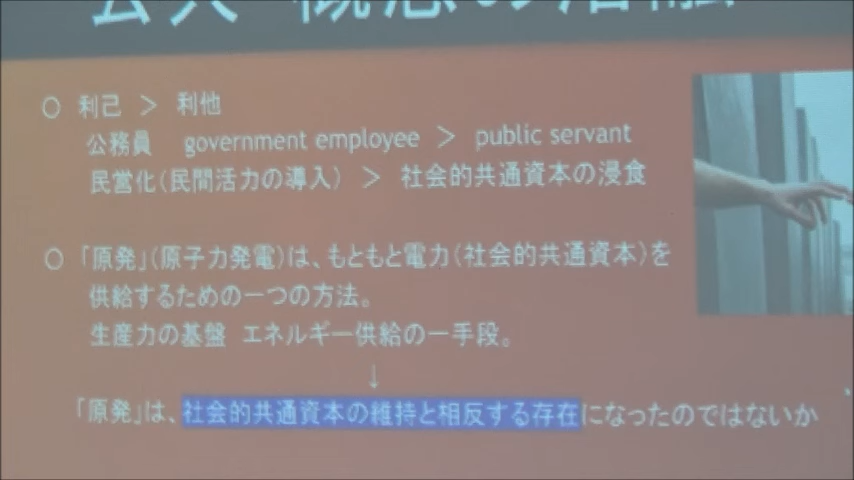 概念の
○ 利己 ＞ 利他
公務員 government employee ＞ public servant
民営化（民間活力の導入） ＞ 社会的共通資本の浸食
○ 「原発」（原子力発電）は、もともと電力（社会的共通資本）を
供給するための一つの方法。
生産力の基盤 エネルギー供給の一手段。
↓
「原発」は、社会的共通資本の維持と相反する存在になったのではないか